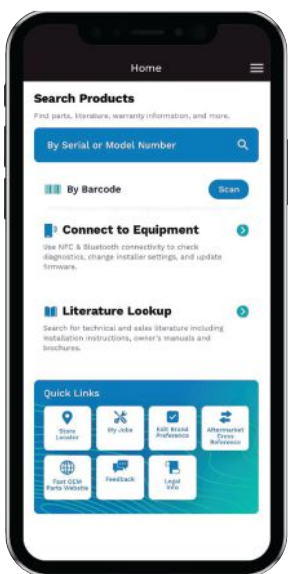 Home
Search Products
Find parts, literature, warranty information, and more.
By Serial or Model Number
By Barcode
Scan
Connect to Equipment
Use NFC & Bluetooth connectivity to check
diagnostics, change installer settings, and update
firmware.
Literature Lookup
Search for technical and sales literature including
installation instructions, owner's manuals and
brochures.
Quick Links
Store
Locator
My Jobs
Edit Brand
Preference
Aftermarket
Cross
Reference
Fast OEM
Parts Website
Feedback
Legal
Info